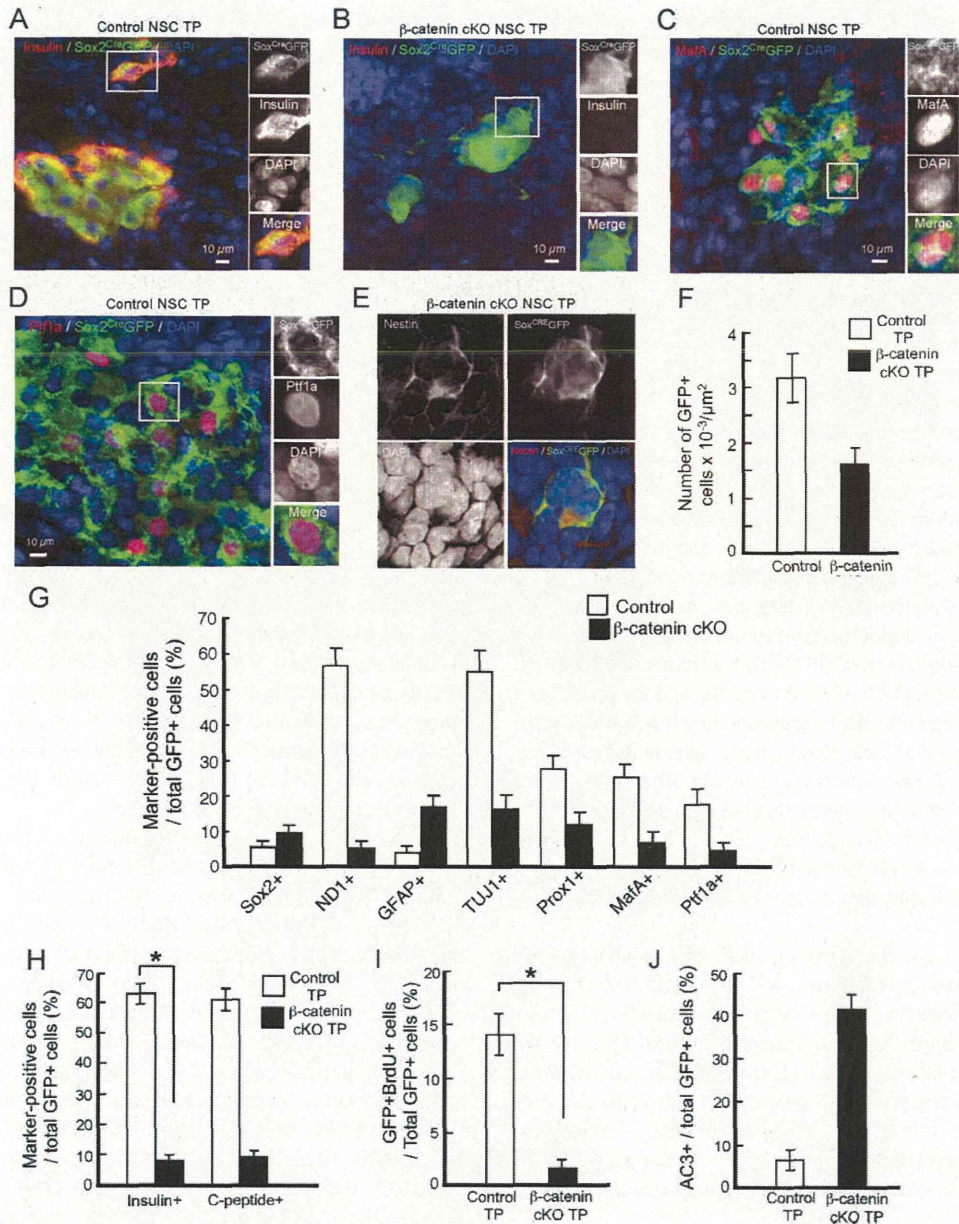 A
Control NSC TP
Insulin / Sox2CreGFP / DAPI
SoxCreGFP
Insulin
DAPI
Merge
10 µm
B
β-catenin cKO NSC TP
Insulin / Sox2CreGFP / DAPI
SoxCreGFP
Insulin
DAPI
Merge
10 µm
C
Control NSC TP
MafA / Sox2CreGFP / DAPI
SoxCreGFP
MafA
DAPI
Merge
10 µm
D
Control NSC TP
Ptf1a / Sox2CreGFP / DAPI
SoxCreGFP
Ptf1a
DAPI
Merge
10 µm
E
β-catenin cKO NSC TP
Nestin
SoxCREGFP
DAPI
Nestin / SoxCREGFP / DAPI
F
Control
TP
β-catenin
cKO TP
Number of GFP+
cells x 10-3/µm2
4
3
2
1
0
Control
β-catenin
G
Control
β-catenin cKO
Marker-positive cells
/ total GFP+ cells (%)
70
60
50
40
30
20
10
0
Sox2+
ND1+
GFAP+
TUJ1+
Prox1+
MafA+
Ptf1a+
H
Marker-positive cells
/ total GFP+ cells (%)
70
60
50
40
30
20
10
0
*
Control
TP
β-catenin
cKO TP
Insulin+
C-peptide+
I
GFP+BrdU+ cells
/ Total GFP+ cells (%)
20
15
10
5
0
*
Control
TP
β-catenin
cKO TP
J
AC3+ / total GFP+ cells (%)
50
40
30
20
10
0
Control
TP
β-catenin
cKO TP